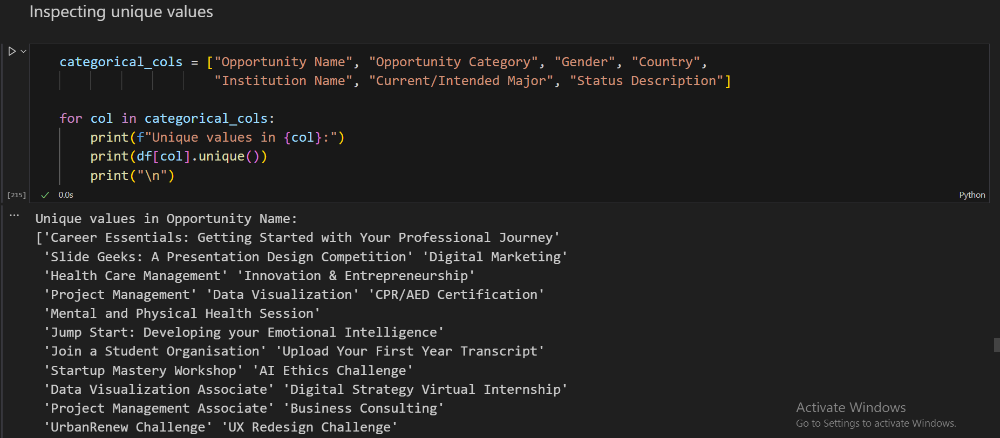 Inspecting unique values
categorical_cols = ["Opportunity Name", "Opportunity Category", "Gender", "Country",
"Institution Name", "Current/Intended Major", "Status Description"]
for col in categorical_cols:
print(f"Unique values in {col}:")
print(df[col].unique())
print("\n")
[215]
0.0s
Python
...
Unique values in Opportunity Name:
['Career Essentials: Getting Started with Your Professional Journey'
'Slide Geeks: A Presentation Design Competition' 'Digital Marketing'
'Health Care Management' 'Innovation & Entrepreneurship'
'Project Management' 'Data Visualization' 'CPR/AED Certification'
'Mental and Physical Health Session'
'Jump Start: Developing your Emotional Intelligence'
'Join a Student Organisation' 'Upload Your First Year Transcript'
'Startup Mastery Workshop' 'AI Ethics Challenge'
'Data Visualization Associate' 'Digital Strategy Virtual Internship'
'Project Management Associate' 'Business Consulting'
'UrbanRenew Challenge' 'UX Redesign Challenge'
Activate Windows
Go to Settings to activate Windows.